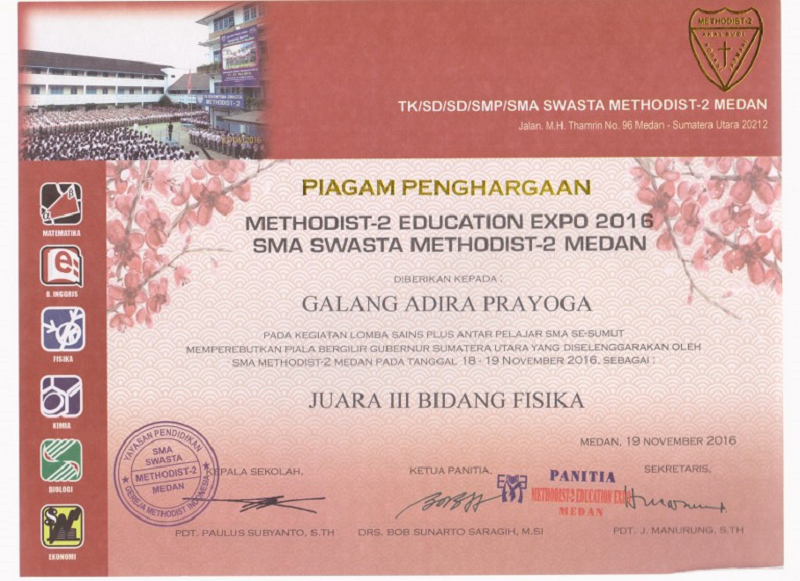 METHODIST-2
AKAL BUDI
TK/SD/SD/SMP/SMA SWASTA METHODIST-2 MEDAN
Jalan. M.H. Thamrin No. 96 Medan - Sumatera Utara 20212
METHODIST-2
PIAGAM PENGHARGAAN
METHODIST-2 EDUCATION EXPO 2016
SMA SWASTA METHODIST-2 MEDAN
DIBERIKAN KEPADA :
GALANG ADIRA PRAYOGA
PADA KEGIATAN LOMBA SAINS PLUS ANTAR PELAJAR SMA SE-SUMUT
MEMPEREBUTKAN PIALA BERGILIR GUBERNUR SUMATERA UTARA YANG DISELENGGARAKAN OLEH
SMA METHODIST-2 MEDAN PADA TANGGAL 18 - 19 NOVEMBER 2016, SEBAGAI :
JUARA III BIDANG FISIKA
MATEMATIKA
B. INGGRIS
FISIKA
KIMIA
BIOLOGI
EKONOMI
MEDAN, 19 NOVEMBER 2016
KEPALA SEKOLAH,
KETUA PANITIA,
SEKRETARIS,
YAYASAN PENDIDIKAN
SMA
SWASTA
METHODIST-2
MEDAN
GEREJA METHODIST INDONESIA
PANITIA
METHODIST-2 EDUCATION EXPO
MEDAN
PDT. PAULUS SUBYANTO, S.TH
DRS. BOB SUNARTO SARAGIH, M.SI
PDT. J. MANURUNG, S.TH